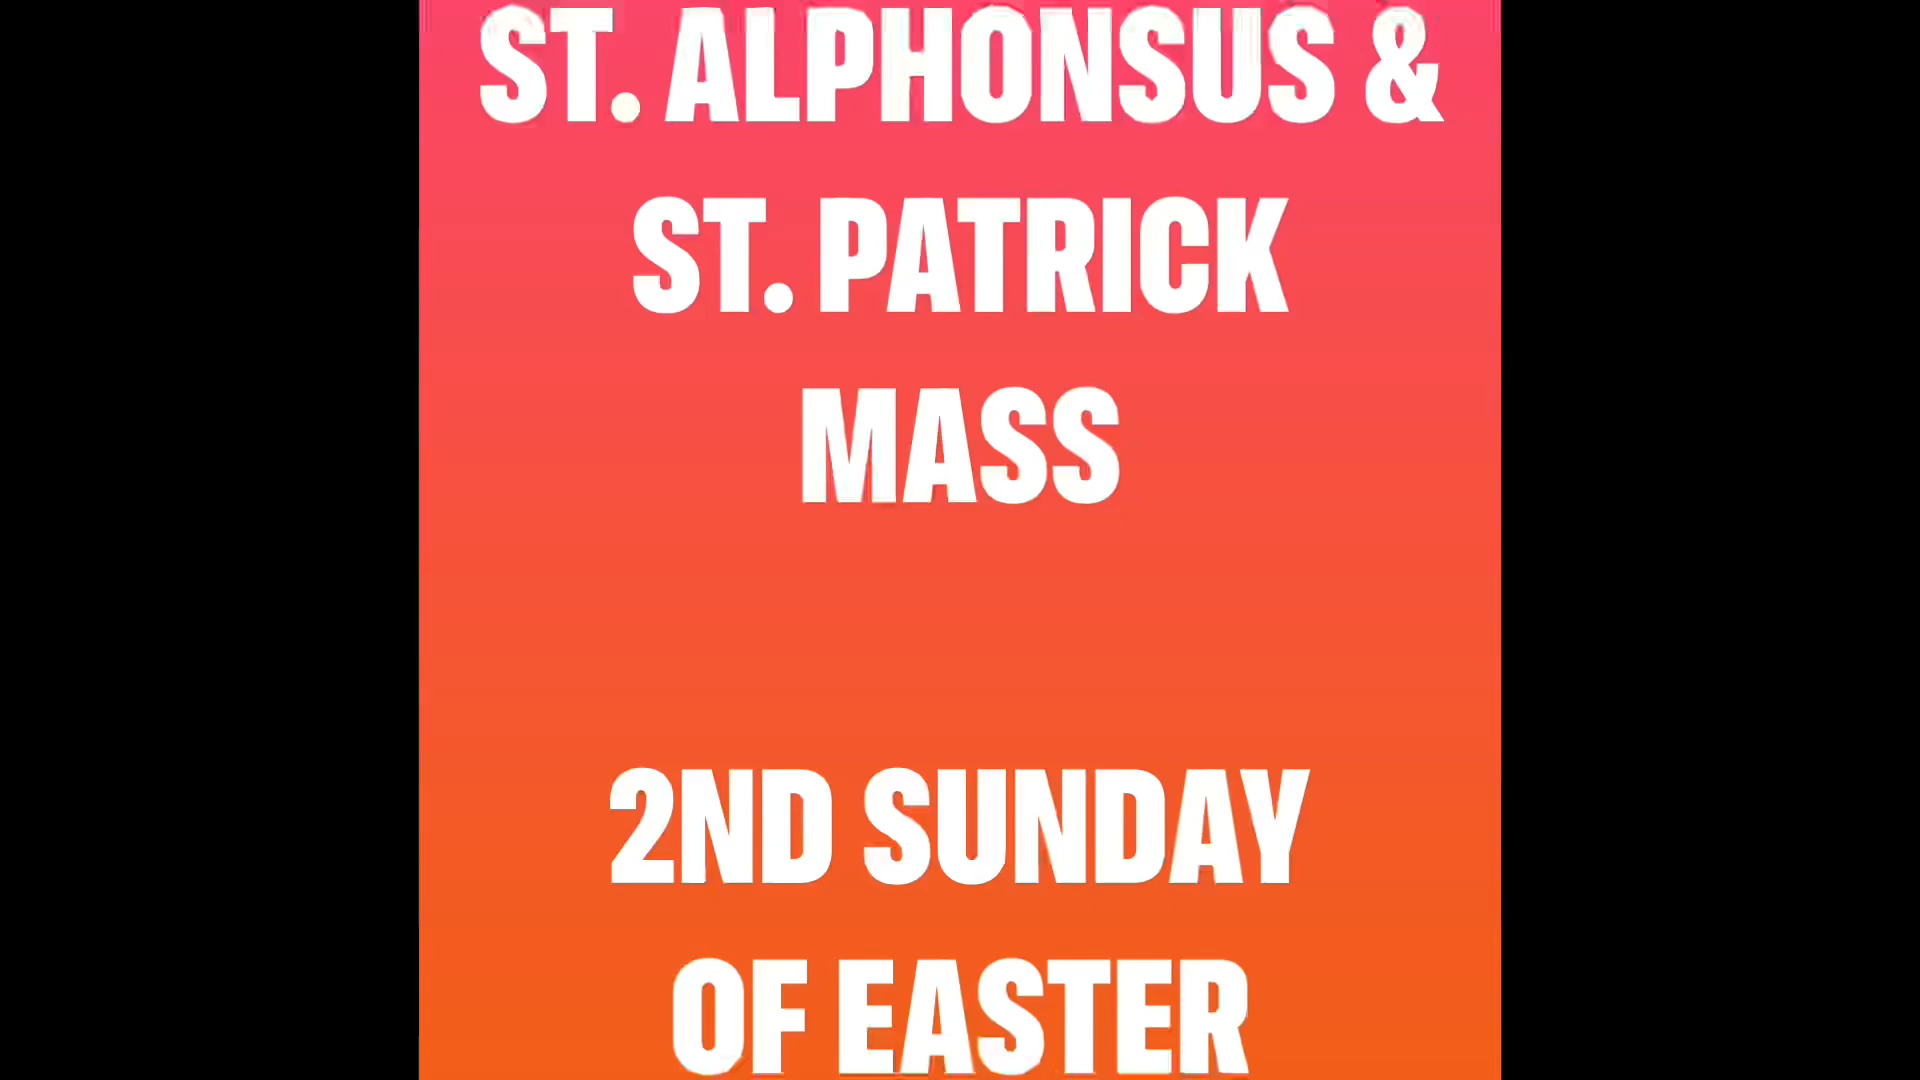 ST. ALPHONSUS &
ST. PATRICK
MASS
2ND SUNDAY
OF EASTER